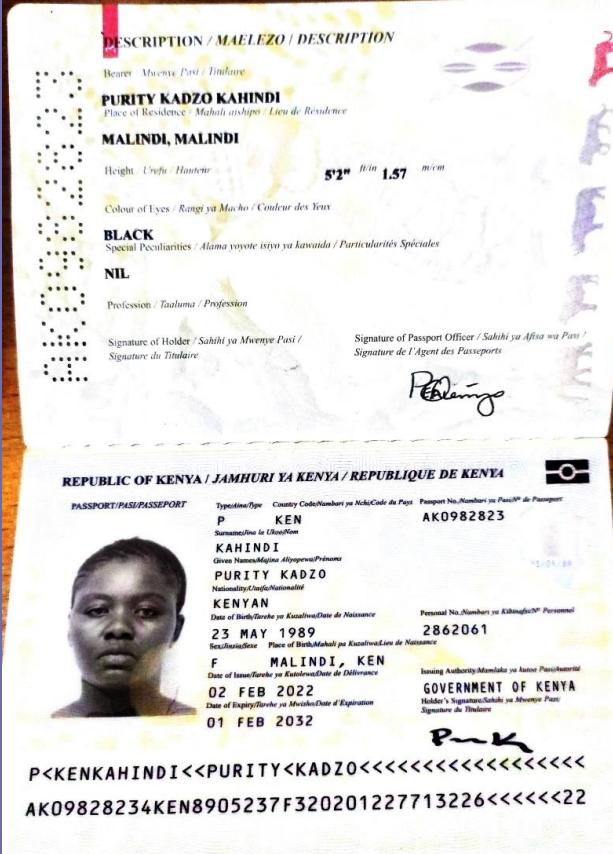 DESCRIPTION / MAELEZO / DESCRIPTION
Bearer / Mwenye Pasi / Titulaire
PURITY KADZO KAHINDI
Place of Residence / Mahali aishipo / Lieu de Résidence
MALINDI, MALINDI
Height / Urefu / Hauteur
5'2" ft/in 1.57 m/cm
Colour of Eyes / Rangi ya Macho / Couleur des Yeux
BLACK
Special Peculiarities / Alama yoyote isiyo ya kawaida / Particularités Spéciales
NIL
Profession / Taaluma / Profession
Signature of Holder / Sahihi ya Mwenye Pasi /
Signature du Titulaire
Signature of Passport Officer / Sahihi ya Afisa wa Pasi /
Signature de l'Agent des Passeports
AK0982823
REPUBLIC OF KENYA / JAMHURI YA KENYA / REPUBLIQUE DE KENYA
PASSPORT/PASI/PASSEPORT
Type/Aina/Type Country Code/Nambari ya Nchi/Code du Pays Passport No./Nambari ya Pasi/Nº de Passeport
P KEN AK0982823
Surname/Jina la Ukoo/Nom
KAHINDI
Given Names/Majina Aliyopewa/Prénoms
PURITY KADZO
Nationality/Uraifa/Nationalité
KENYAN
Date of Birth/Tarehe ya Kuzaliwa/Date de Naissance Personal No./Nambari ya Kibinafsi/Nº Personnel
23 MAY 1989 2862061
Sex/Jinsia/Sexe Place of Birth/Mahali pa Kuzaliwa/Lieu de Naissance
F MALINDI, KEN
Date of Issue/Tarehe ya Kutolewa/Date de Délivrance Issuing Authority/Mamlaka ya kutoa Pasi/Autorité
02 FEB 2022 GOVERNMENT OF KENYA
Date of Expiry/Tarehe ya Mwisho/Date d'Expiration Holder's Signature/Sahihi ya Mwenye Pasi/
Signature du Titulaire
01 FEB 2032
P<KENKAHINDI<<PURITY<KADZO<<<<<<<<<<<<<<<<<<
AK09828234KEN8905237F320201227713226<<<<<<22